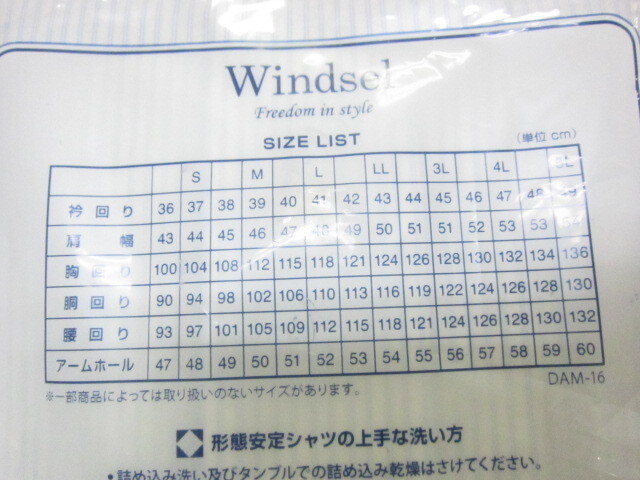 Windsel
Freedom in style
SIZE LIST
(単位 cm)
S M L LL 3L 4L 5L
衿回り 36 37 38 39 40 41 42 43 44 45 46 47 48 49
肩幅 43 44 45 46 47 48 49 50 51 51 52 53 53 54
胸回り 100 104 108 112 115 118 121 124 126 128 130 132 134 136
胴回り 90 94 98 102 106 110 113 116 119 122 124 126 128 130
腰回り 93 97 101 105 109 112 115 118 121 124 126 128 130 132
アームホール 47 48 49 50 51 52 53 54 55 56 57 58 59 60
※一部商品によっては取り扱いのないサイズがあります。
DAM-16
形態安定シャツの上手な洗い方
・詰め込み洗い及びタンブルでの詰め込み乾燥はさけてください。